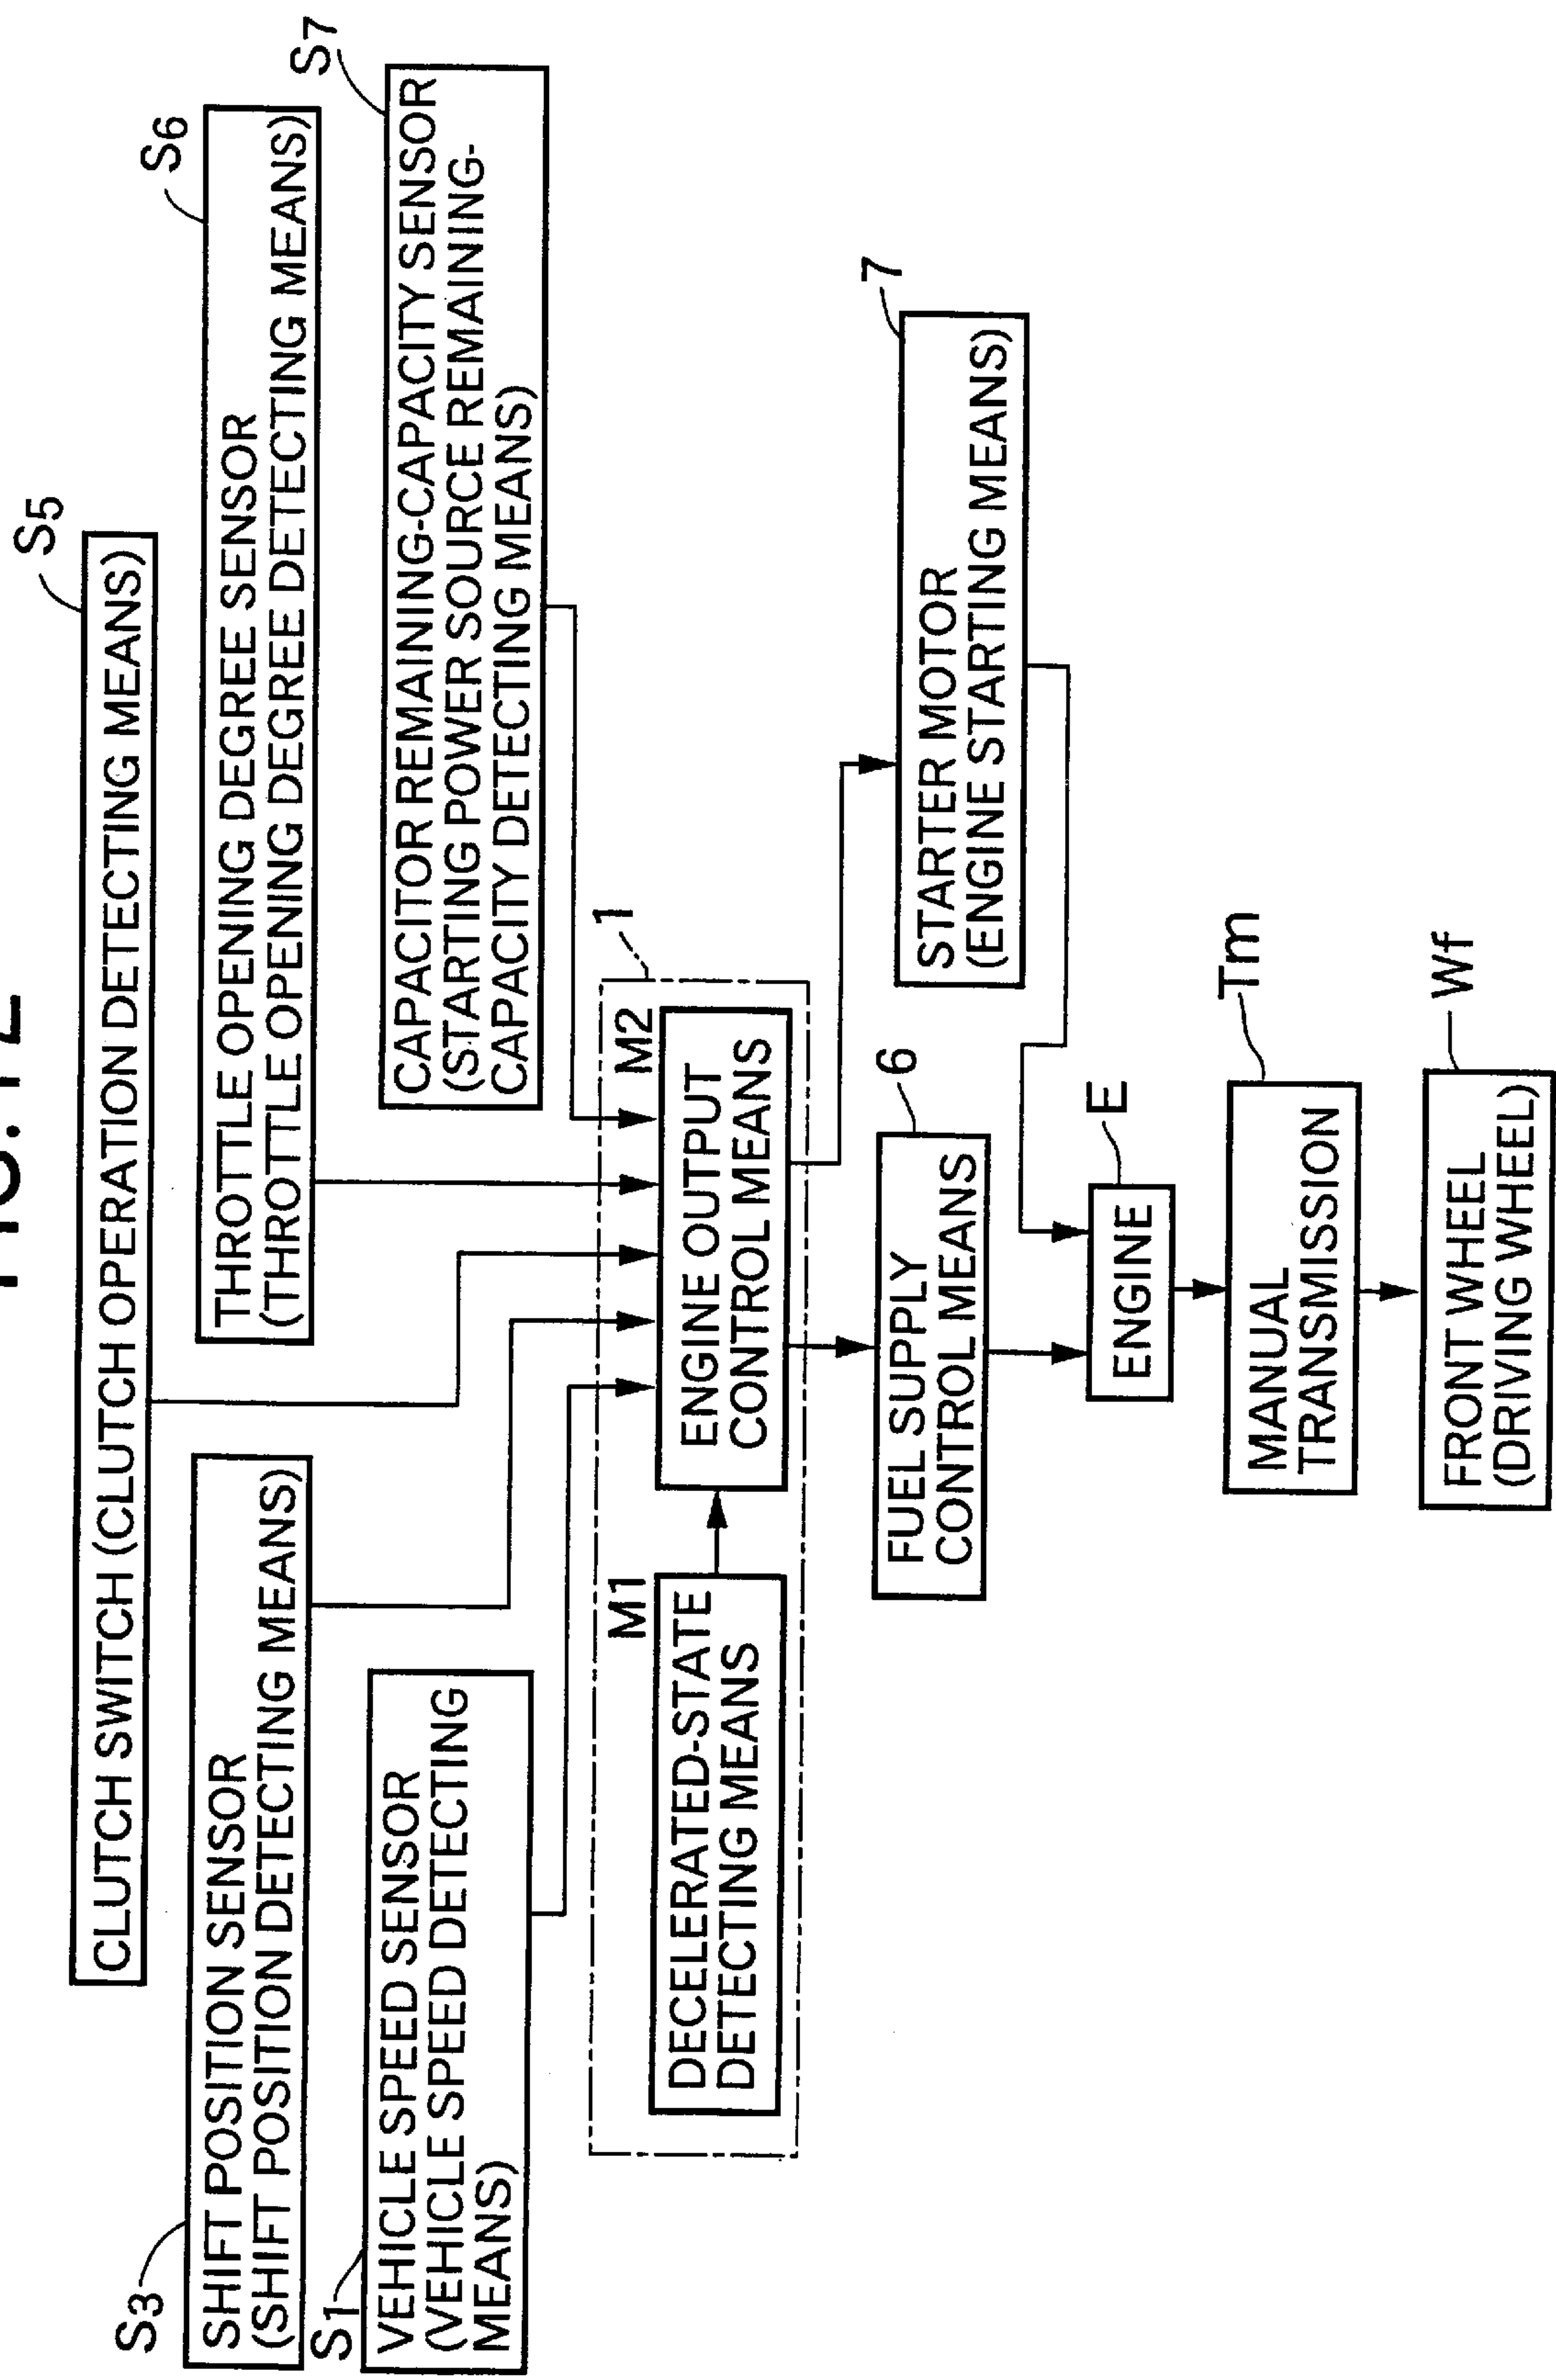 S5
CLUTCH SWITCH (CLUTCH OPERATION DETECTING MEANS)
S3
SHIFT POSITION SENSOR
(SHIFT POSITION DETECTING MEANS)
S6
THROTTLE OPENING DEGREE SENSOR
(THROTTLE OPENING DEGREE DETECTING MEANS)
S1
VEHICLE SPEED SENSOR
(VEHICLE SPEED DETECTING
MEANS)
S7
CAPACITOR REMAINING-CAPACITY SENSOR
(STARTING POWER SOURCE REMAINING-
CAPACITY DETECTING MEANS)
1
M1
DECELERATED-STATE
DETECTING MEANS
M2
ENGINE OUTPUT
CONTROL MEANS
6
FUEL SUPPLY
CONTROL MEANS
7
STARTER MOTOR
(ENGINE STARTING MEANS)
E
ENGINE
Tm
MANUAL
TRANSMISSION
Wf
FRONT WHEEL
(DRIVING WHEEL)